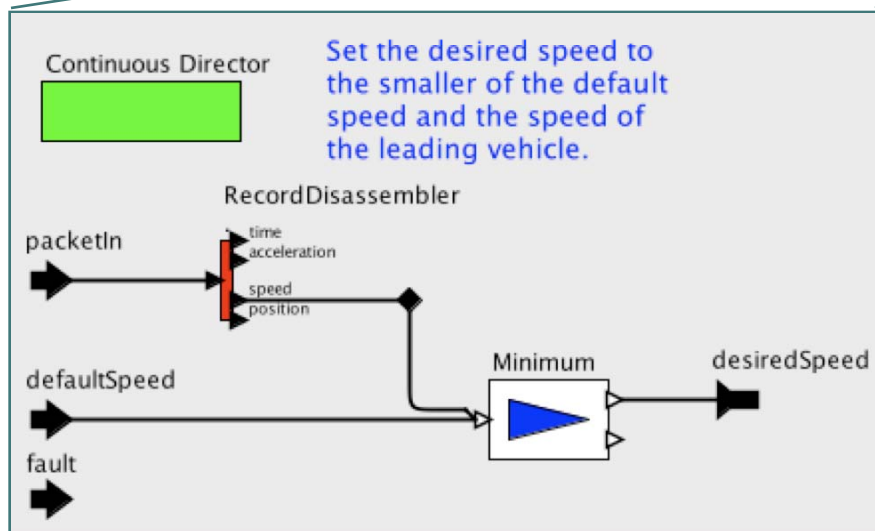 Continuous Director
Set the desired speed to
the smaller of the default
speed and the speed of
the leading vehicle.
RecordDisassembler
packetIn
time
acceleration
speed
position
defaultSpeed
Minimum
desiredSpeed
fault